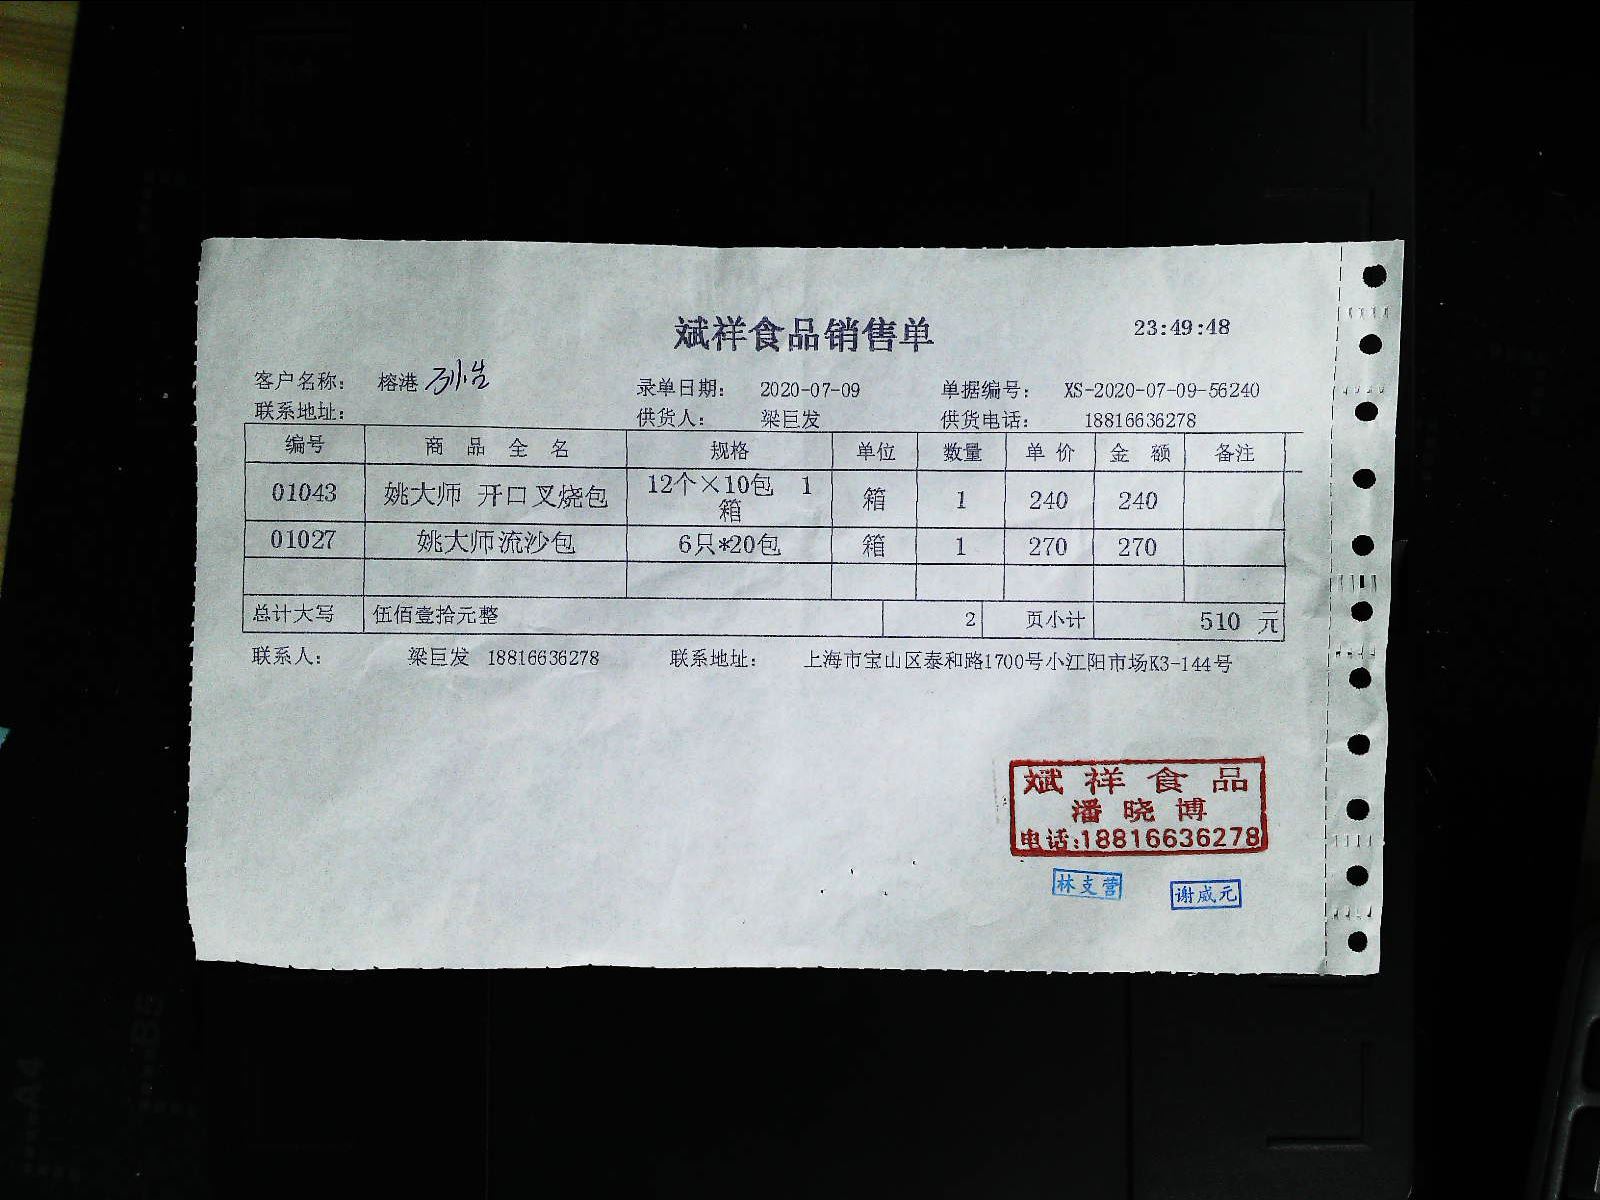 斌祥食品销售单
23:49:48
客户名称： 榕港 孙浩 录单日期： 2020-07-09 单据编号： XS-2020-07-09-56240
联系地址： 供货人： 梁巨发 供货电话： 18816636278
编号 商 品 全 名 规格 单位 数量 单 价 金 额 备注
01043 姚大师 开口叉烧包 12个×10包 1箱 箱 1 240 240
01027 姚大师流沙包 6只*20包 箱 1 270 270
总计大写 伍佰壹拾元整 2 页小计 510 元
联系人： 梁巨发 18816636278 联系地址： 上海市宝山区泰和路1700号小江阳市场K3-144号
斌祥食品
潘晓博
电话:18816636278
林支营 谢威元